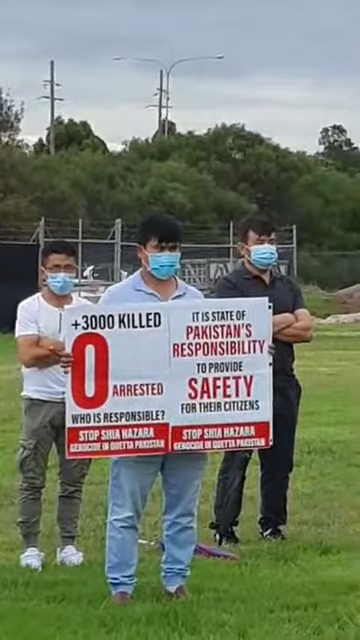 +3000 KILLED
0 ARRESTED
WHO IS RESPONSIBLE?
STOP SHIA HAZARA
GENOCIDE IN QUETTA PAKISTAN
IT IS STATE OF
PAKISTAN'S
RESPONSIBILITY
TO PROVIDE
SAFETY
FOR THEIR CITIZENS
STOP SHIA HAZARA
GENOCIDE IN QUETTA PAKISTAN